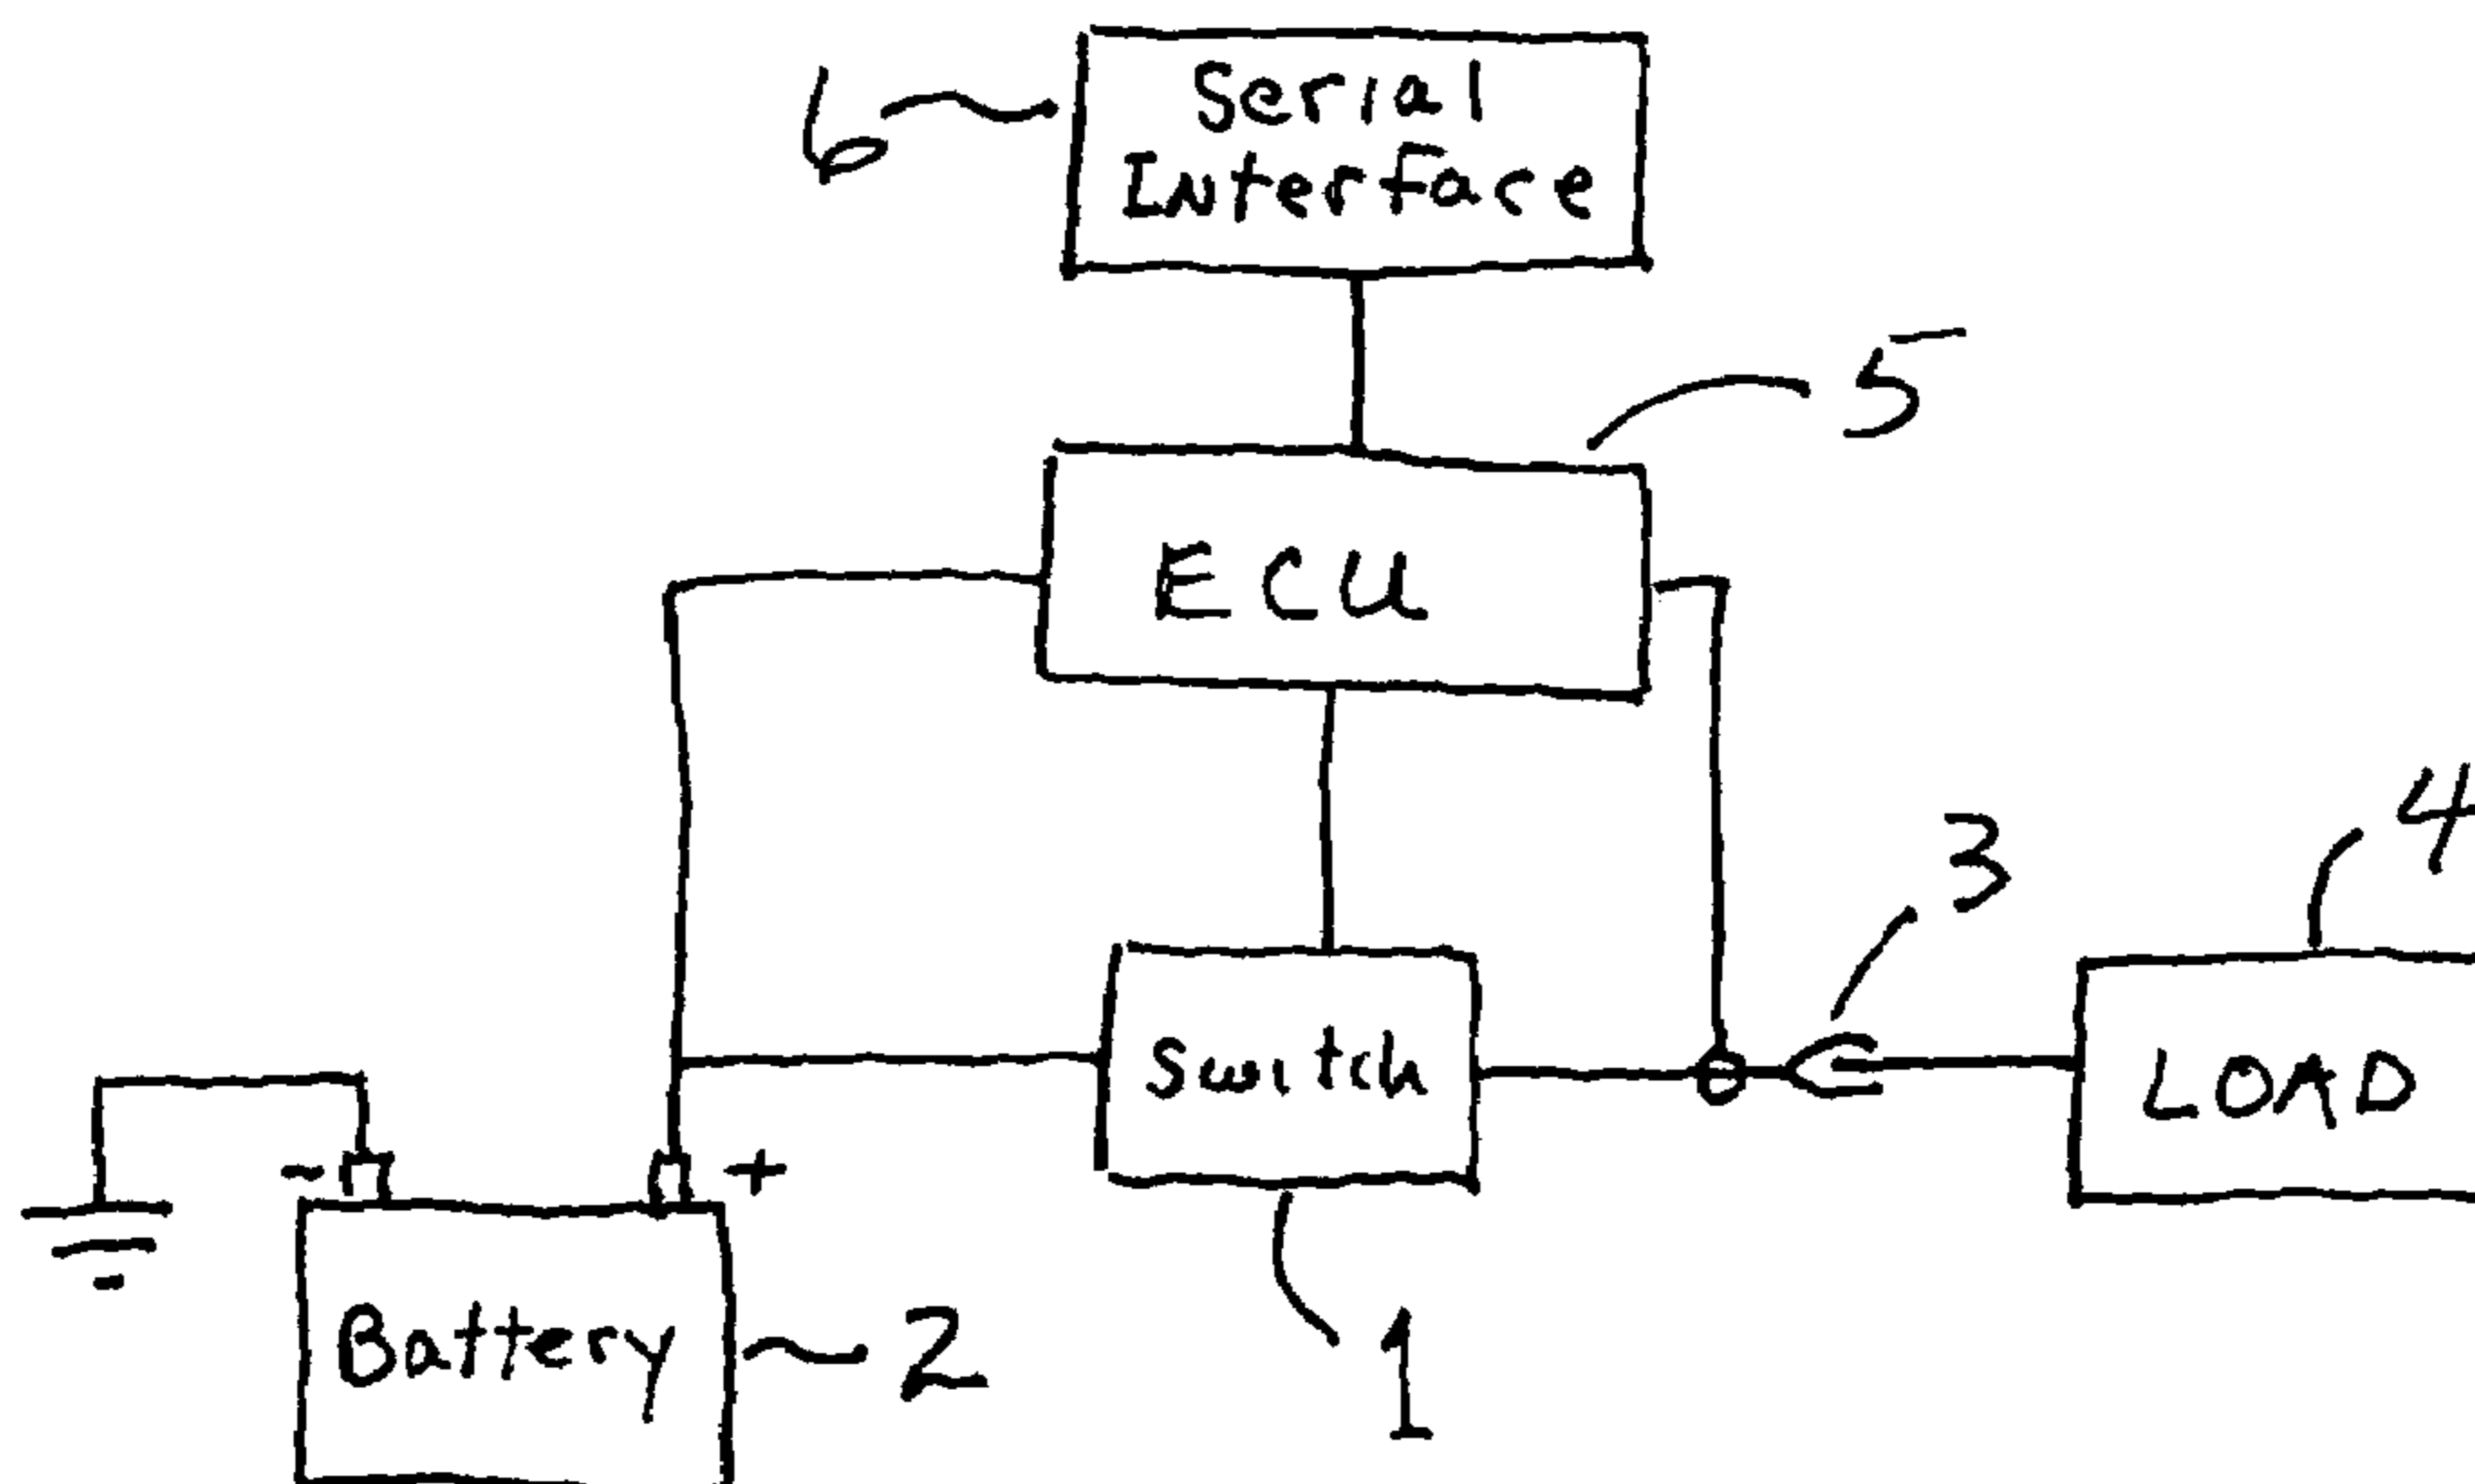 6
Serial
Interface
5
ECU
4
3
Switch
LOAD
- +
Battery
2
1